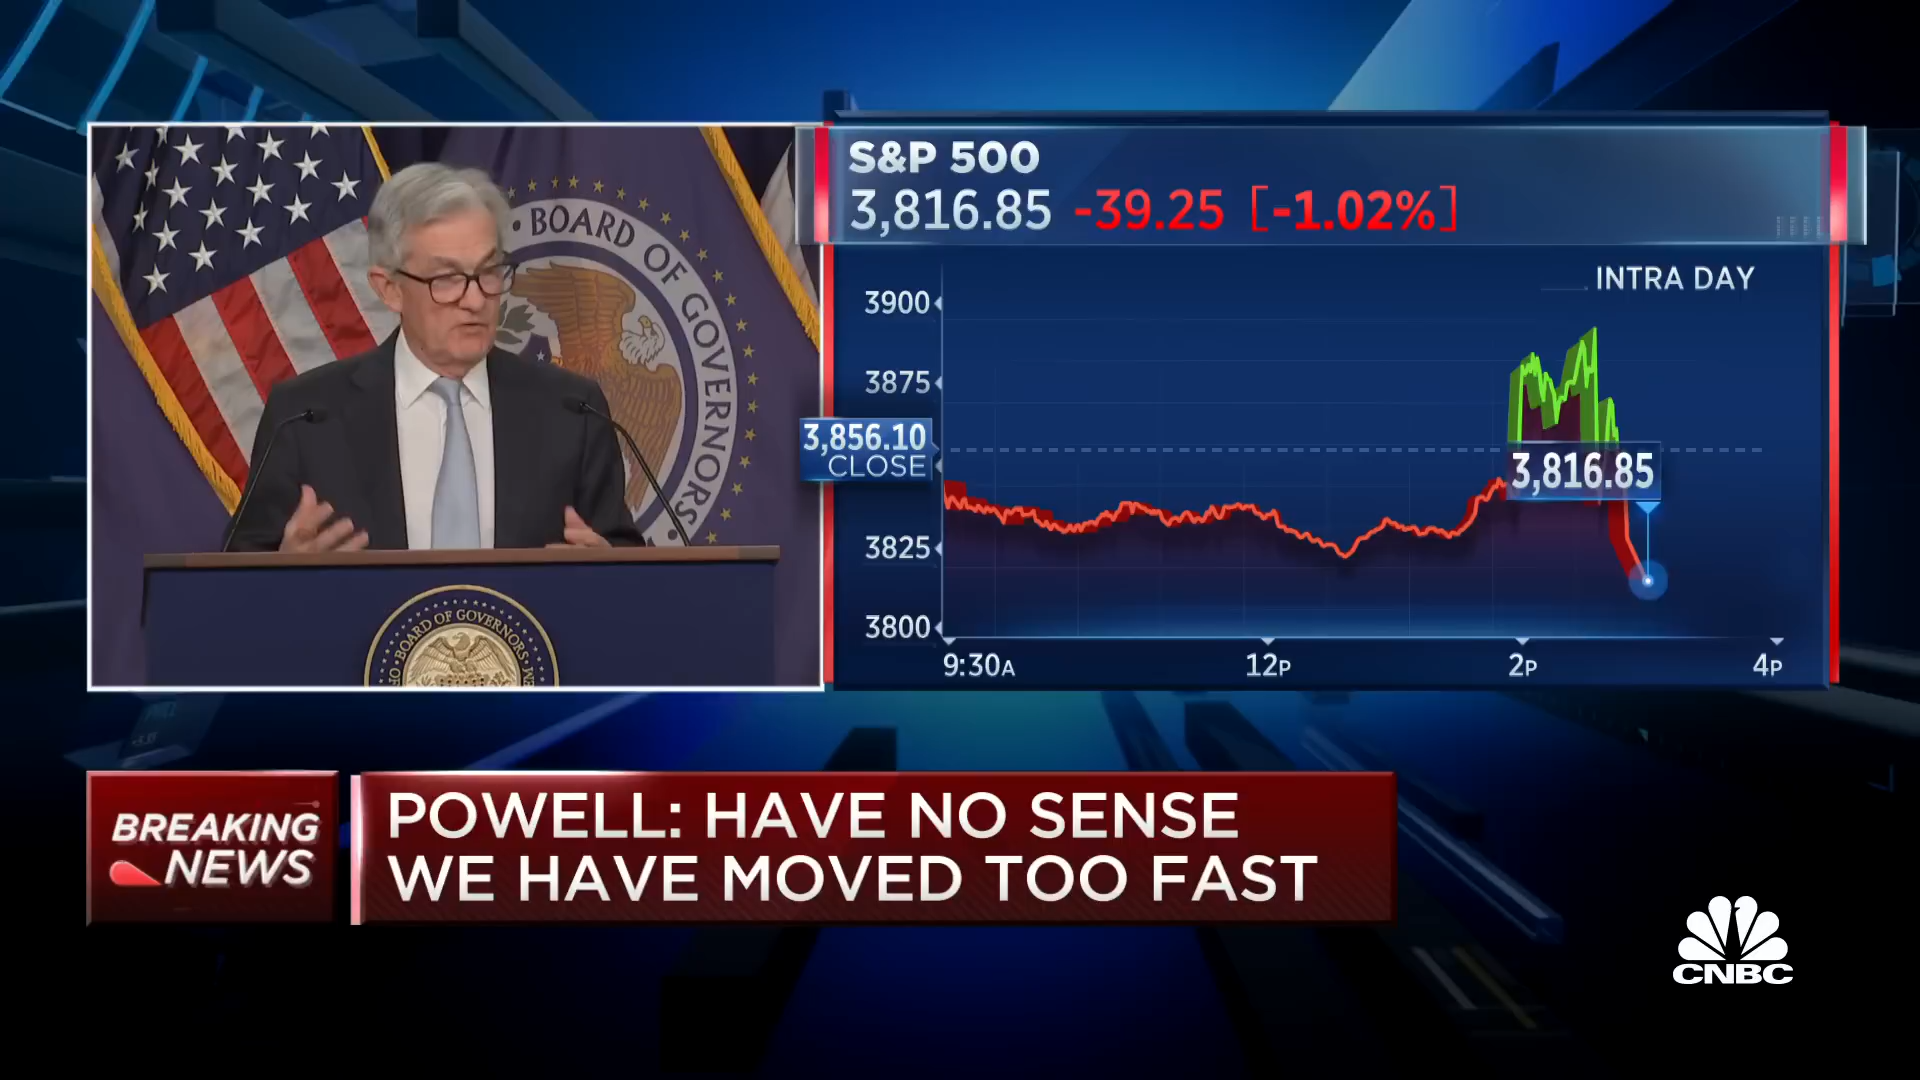 BOARD OF GOVERNORS
BOARD OF GOVERNORS
S&P 500
3,816.85 -39.25 [-1.02%]
INTRA DAY
3900
3875
3,856.10
CLOSE
3,816.85
3825
3800
9:30A 12P 2P 4P
BREAKING
NEWS
POWELL: HAVE NO SENSE
WE HAVE MOVED TOO FAST
CNBC